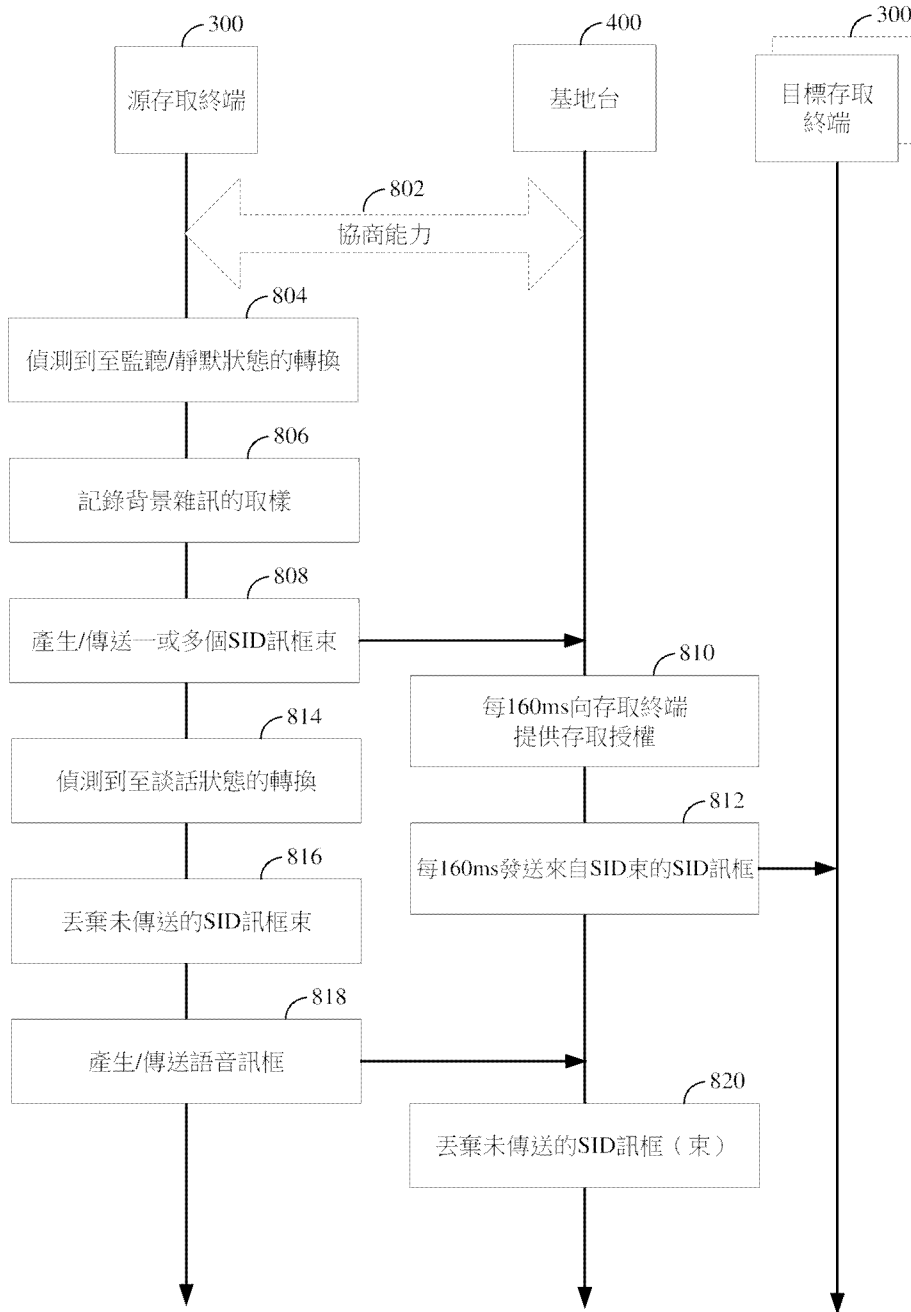 300
400
300
源存取終端
基地台
目標存取
終端
802
協商能力
804
偵測到至監聽/靜默狀態的轉換
806
記錄背景雜訊的取樣
808
產生/傳送一或多個SID訊框束
810
每160ms向存取終端
提供存取授權
814
偵測到至談話狀態的轉換
812
每160ms發送來自SID束的SID訊框
816
丟棄未傳送的SID訊框束
818
產生/傳送語音訊框
820
丟棄未傳送的SID訊框（束）